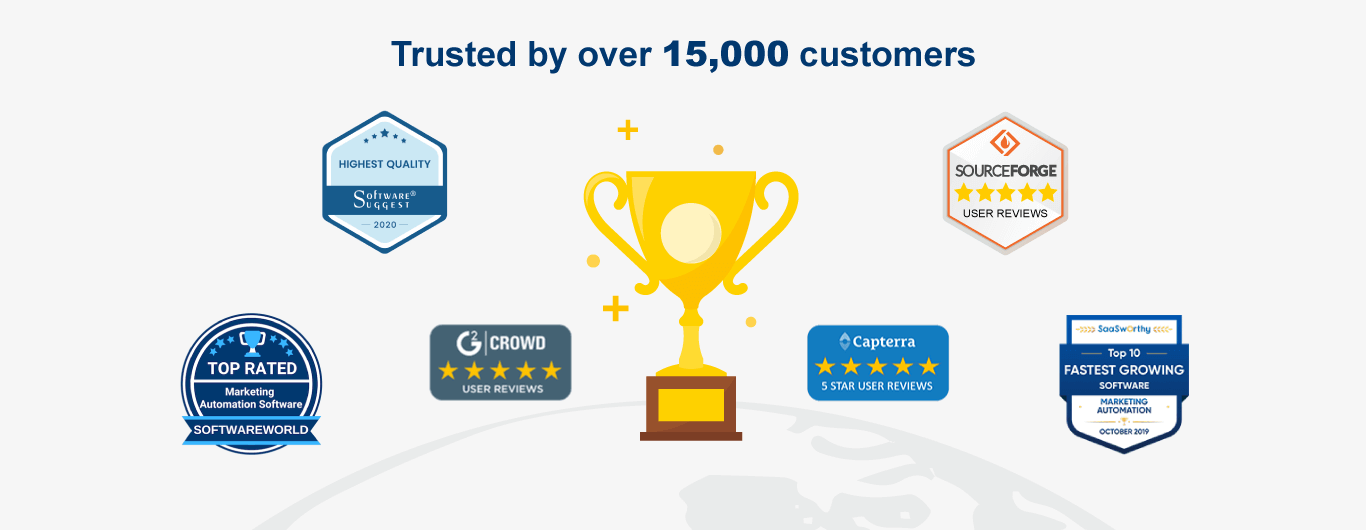 Trusted by over 15,000 customers
HIGHEST QUALITY
SOFTWARE®
SUGGEST
2020
SOURCEFORGE
USER REVIEWS
TOP RATED
Marketing
Automation Software
SOFTWAREWORLD
G2 CROWD
USER REVIEWS
Capterra
5 STAR USER REVIEWS
SaaSworthy
Top 10
FASTEST GROWING
SOFTWARE
MARKETING
AUTOMATION
OCTOBER 2019